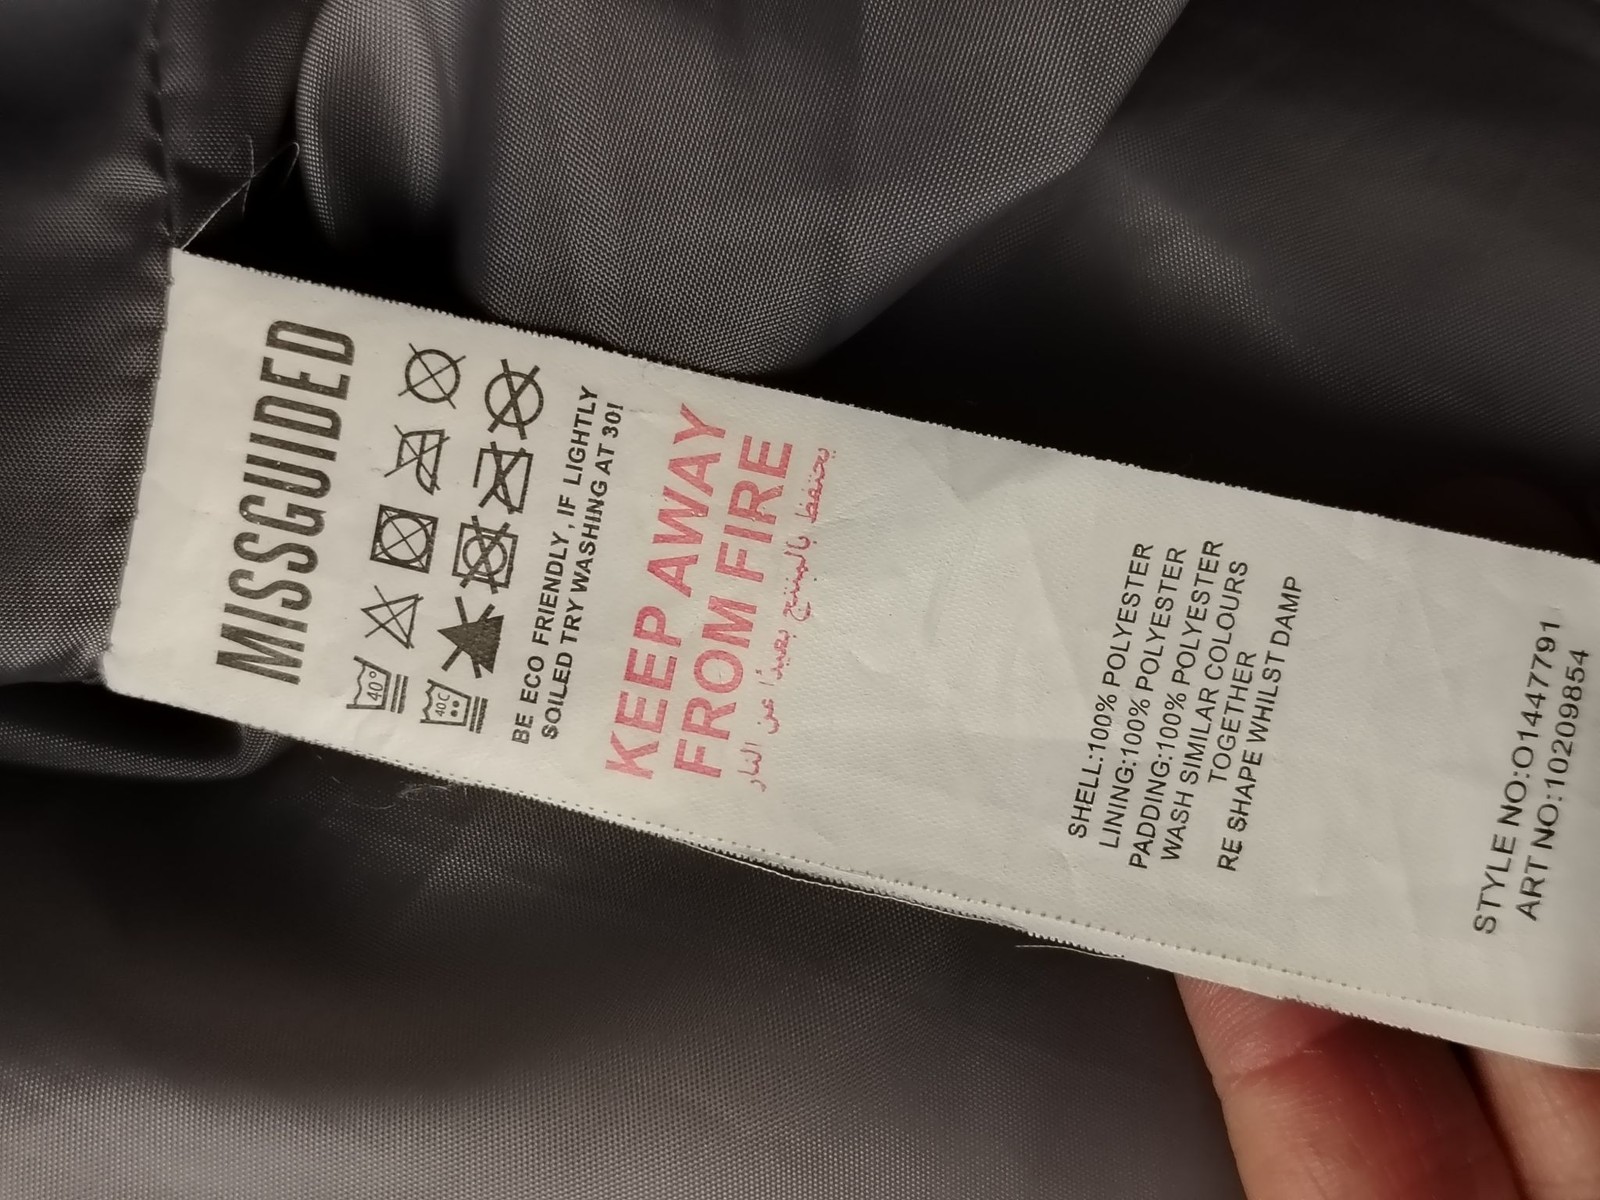 MISSGUIDED
40°
40C
BE ECO FRIENDLY , IF LIGHTLY
SOILED TRY WASHING AT 30!
KEEP AWAY
FROM FIRE
يحتفظ بالمنتج بعيدًا عن النار
SHELL:100% POLYESTER
LINING:100% POLYESTER
PADDING:100% POLYESTER
WASH SIMILAR COLOURS
TOGETHER
RE SHAPE WHILST DAMP
STYLE NO:O1447791
ART NO:10209854